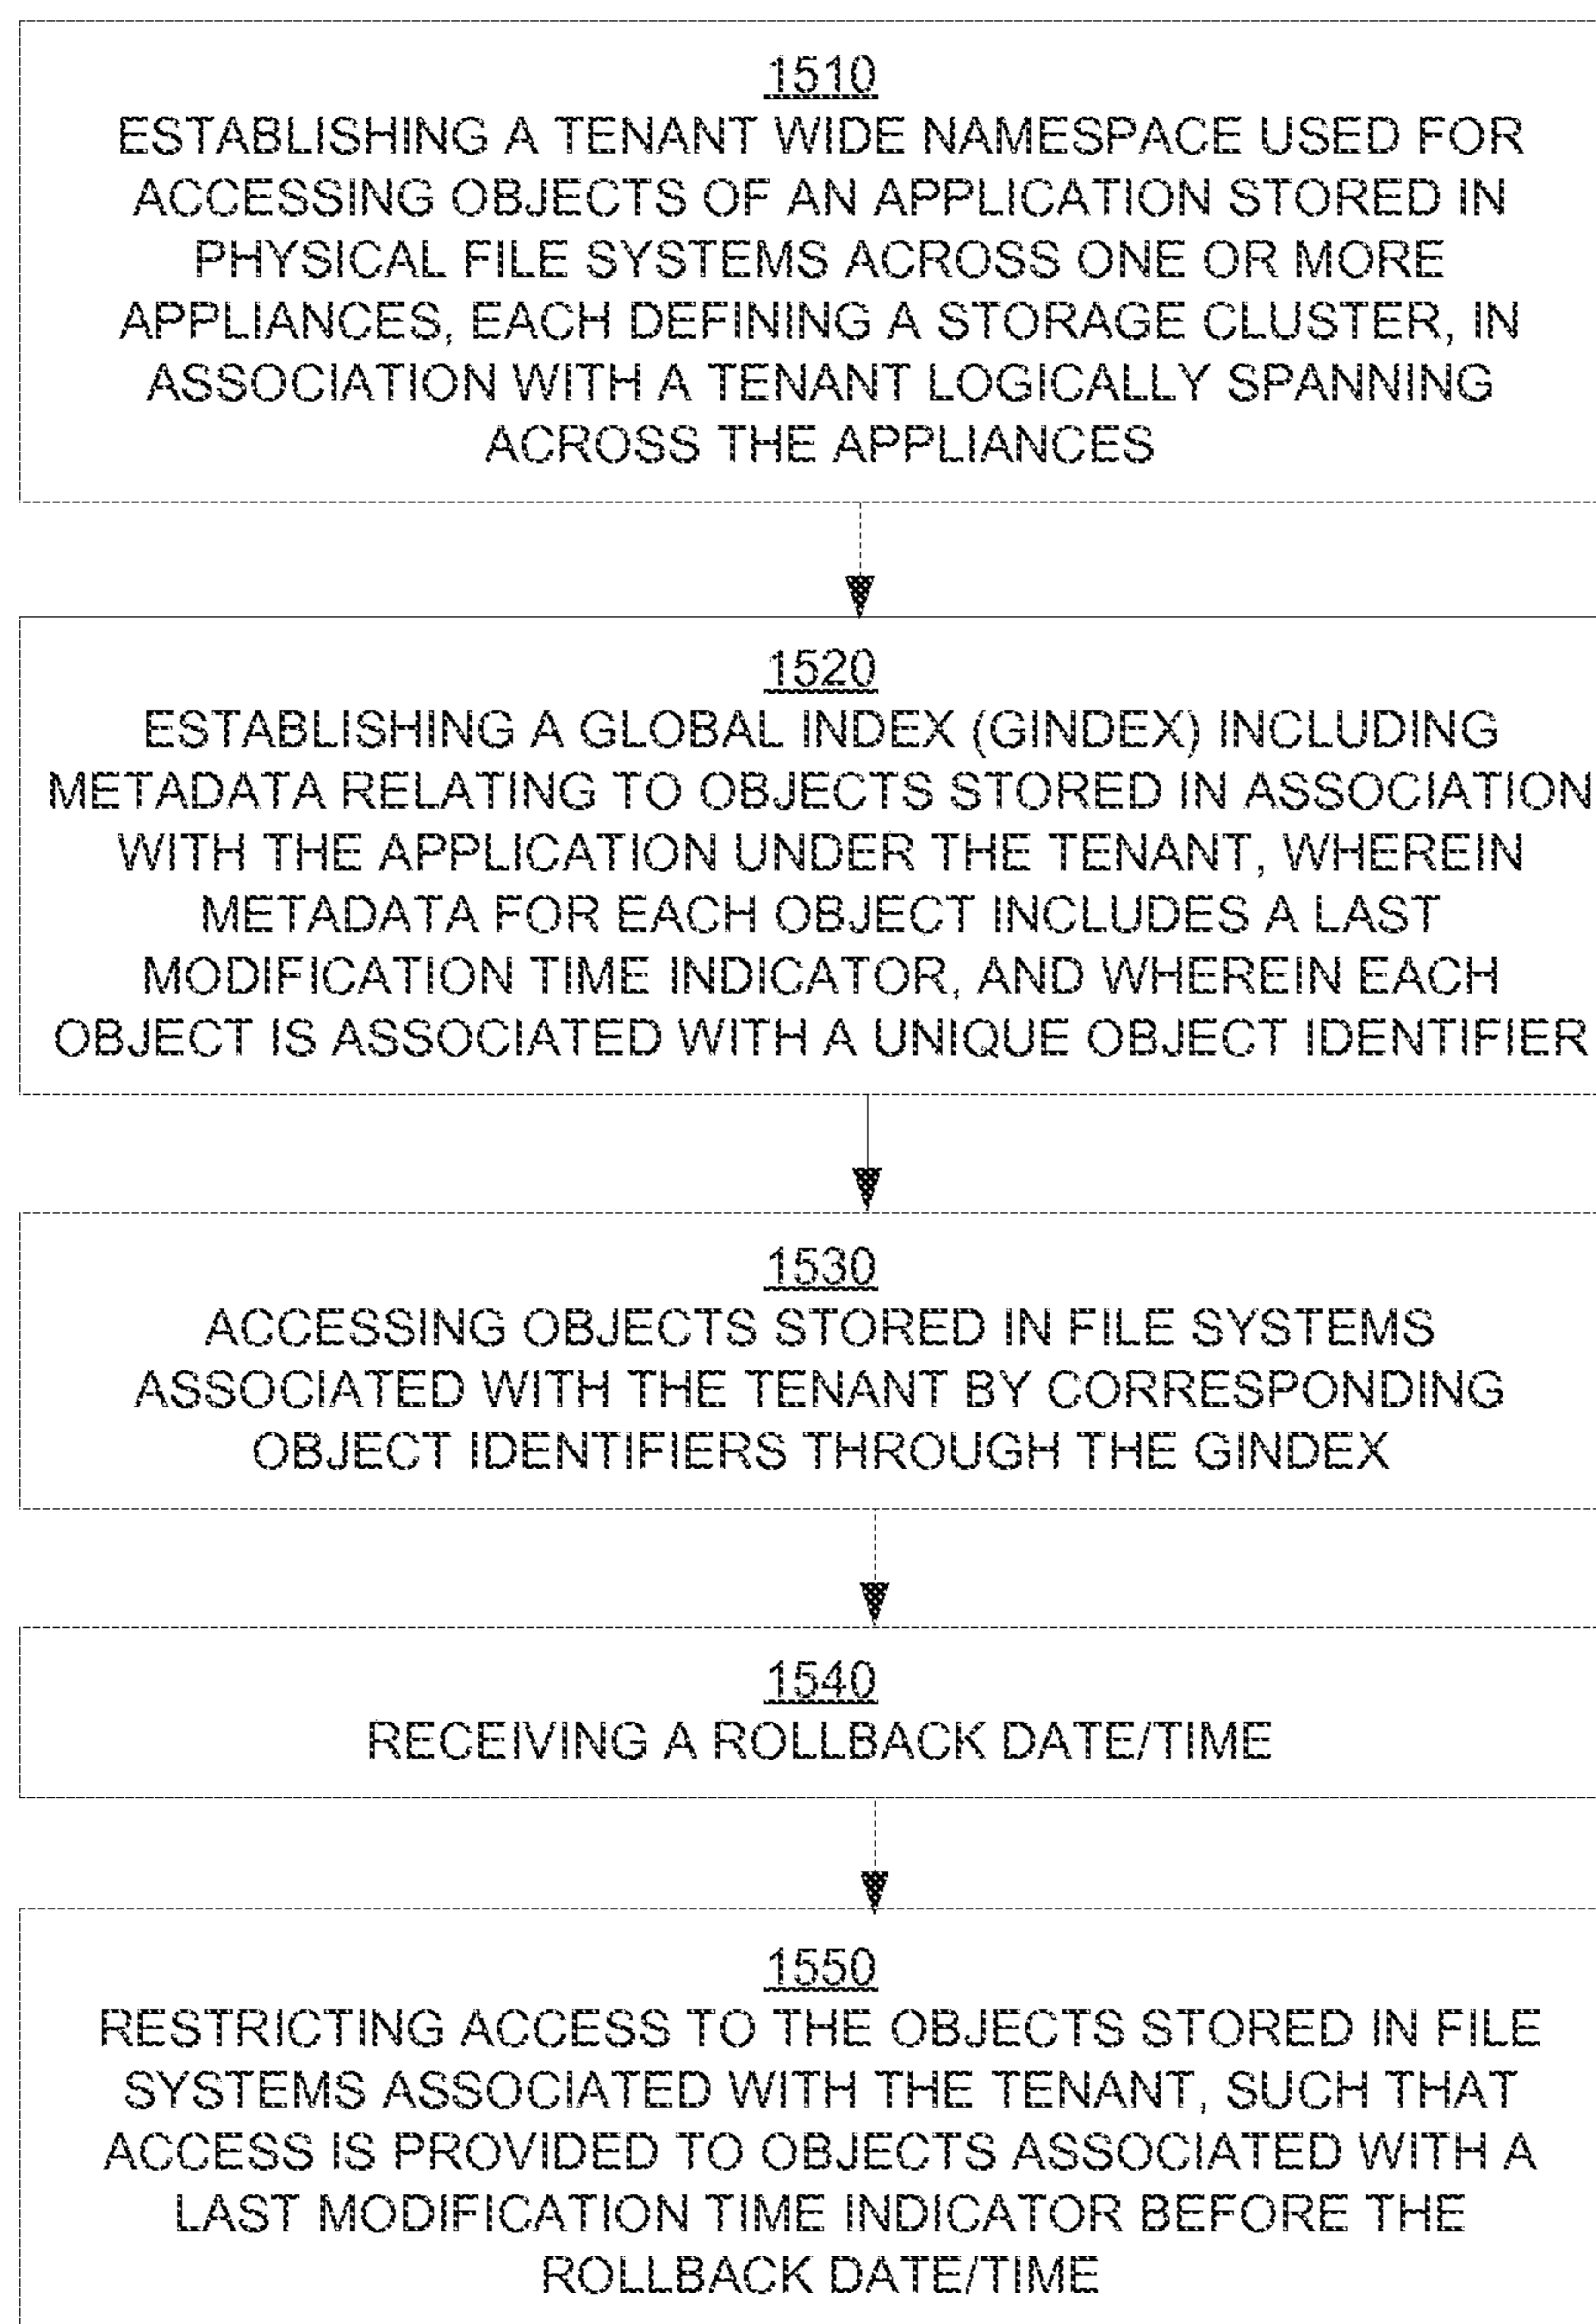 1510
ESTABLISHING A TENANT WIDE NAMESPACE USED FOR
ACCESSING OBJECTS OF AN APPLICATION STORED IN
PHYSICAL FILE SYSTEMS ACROSS ONE OR MORE
APPLIANCES, EACH DEFINING A STORAGE CLUSTER, IN
ASSOCIATION WITH A TENANT LOGICALLY SPANNING
ACROSS THE APPLIANCES
1520
ESTABLISHING A GLOBAL INDEX (GINDEX) INCLUDING
METADATA RELATING TO OBJECTS STORED IN ASSOCIATION
WITH THE APPLICATION UNDER THE TENANT, WHEREIN
METADATA FOR EACH OBJECT INCLUDES A LAST
MODIFICATION TIME INDICATOR, AND WHEREIN EACH
OBJECT IS ASSOCIATED WITH A UNIQUE OBJECT IDENTIFIER
1530
ACCESSING OBJECTS STORED IN FILE SYSTEMS
ASSOCIATED WITH THE TENANT BY CORRESPONDING
OBJECT IDENTIFIERS THROUGH THE GINDEX
1540
RECEIVING A ROLLBACK DATE/TIME
1550
RESTRICTING ACCESS TO THE OBJECTS STORED IN FILE
SYSTEMS ASSOCIATED WITH THE TENANT, SUCH THAT
ACCESS IS PROVIDED TO OBJECTS ASSOCIATED WITH A
LAST MODIFICATION TIME INDICATOR BEFORE THE
ROLLBACK DATE/TIME